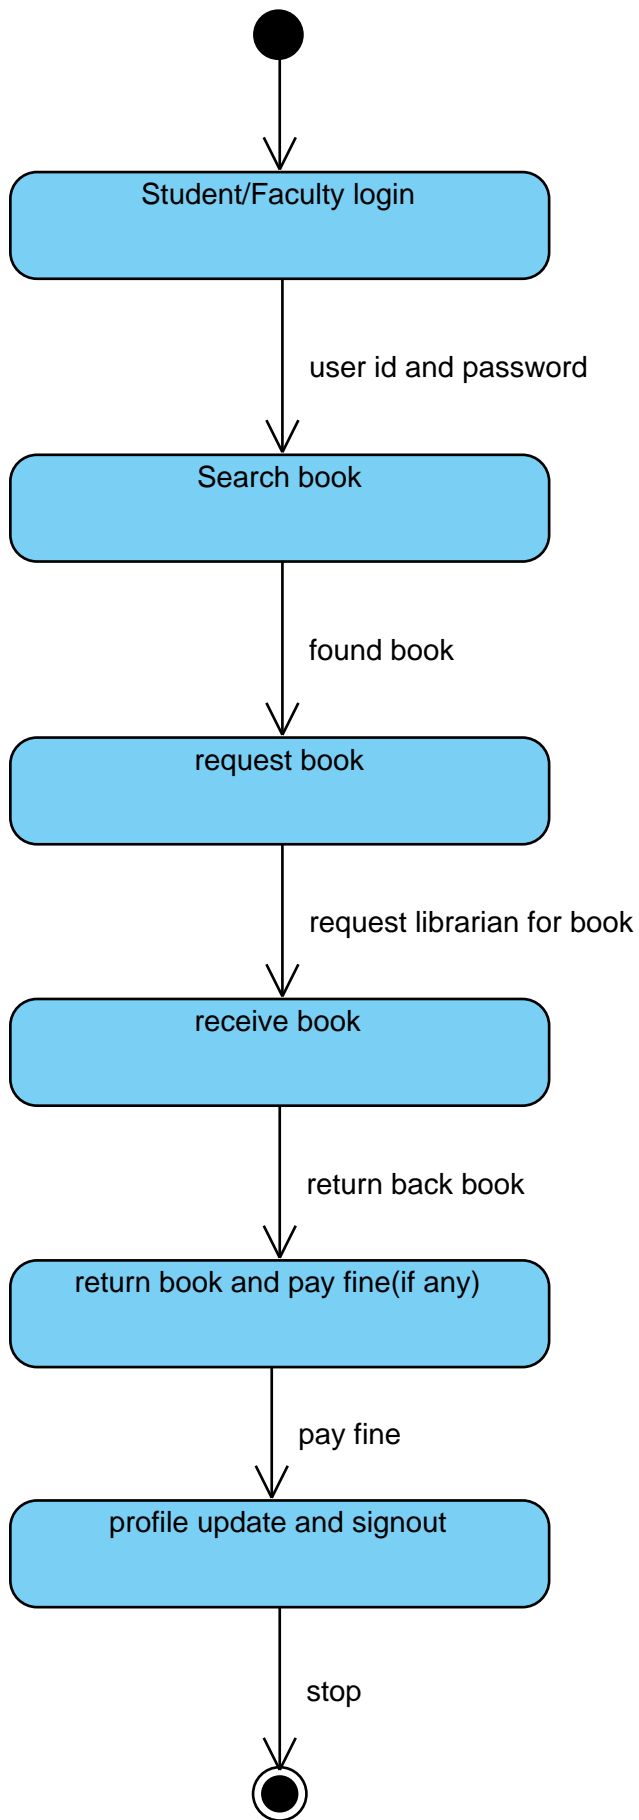 Student/Faculty login
user id and password
Search book
found book
request book
request librarian for book
receive book
return back book
return book and pay fine(if any)
pay fine
profile update and signout
stop